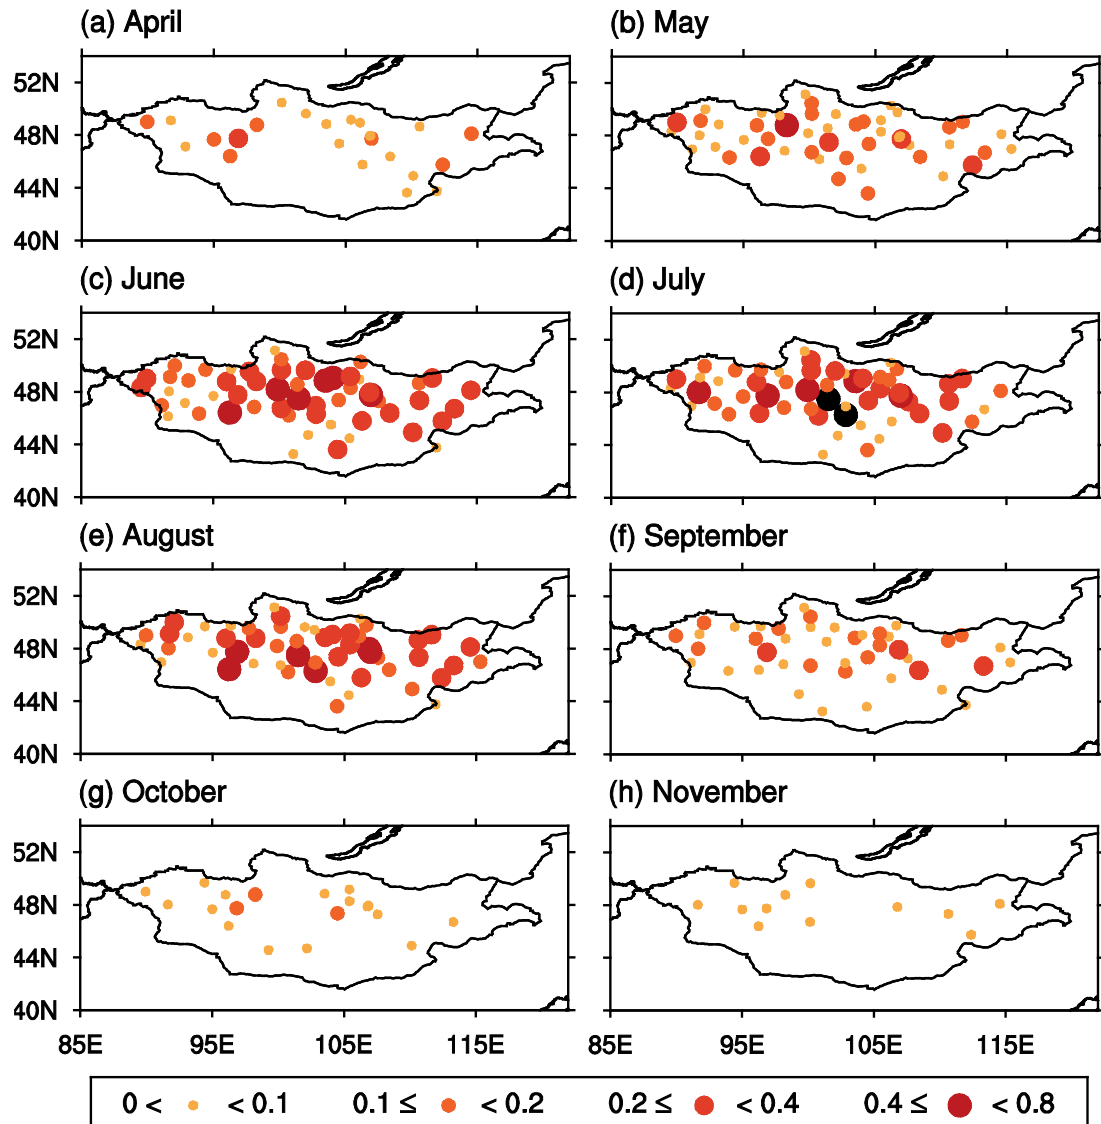 (a) April
(b) May
52N
48N
44N
40N
(c) June
(d) July
52N
48N
44N
40N
(e) August
(f) September
52N
48N
44N
40N
(g) October
(h) November
52N
48N
44N
40N
85E 95E 105E 115E 85E 95E 105E 115E
0 < < 0.1 0.1 ≤ < 0.2 0.2 ≤ < 0.4 0.4 ≤ < 0.8